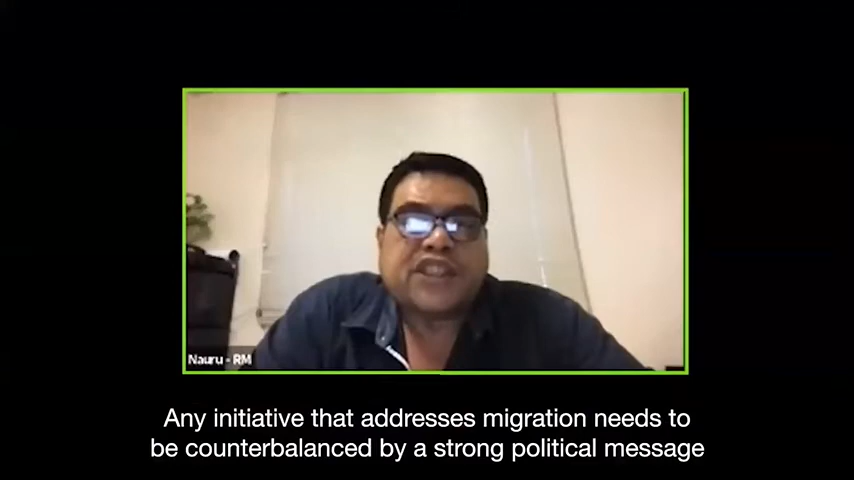 Nauru - RM
Any initiative that addresses migration needs to
be counterbalanced by a strong political message